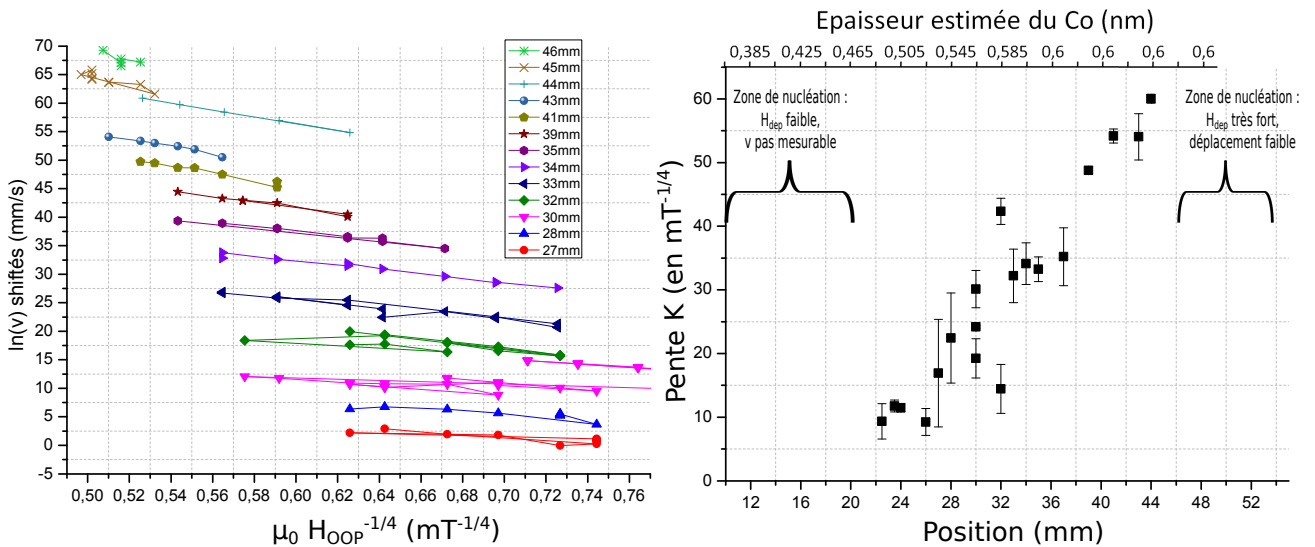 70
65
60
55
50
45
40
35
30
25
20
15
10
5
0
-5
ln(v) shiftés (mm/s)
46mm
45mm
44mm
43mm
41mm
39mm
35mm
34mm
33mm
32mm
30mm
28mm
27mm
0,50 0,52 0,54 0,56 0,58 0,60 0,62 0,64 0,66 0,68 0,70 0,72 0,74 0,76
μ0 HOOP-1/4 (mT-1/4)
Epaisseur estimée du Co (nm)
0,385 0,425 0,465 0,505 0,545 0,585 0,6 0,6 0,6 0,6
Zone de nucléation :
Hdep faible,
v pas mesurable
Zone de nucléation :
Hdep très fort,
déplacement faible
60
50
40
30
20
10
0
Pente K (en mT-1/4)
12 16 20 24 28 32 36 40 44 48 52
Position (mm)